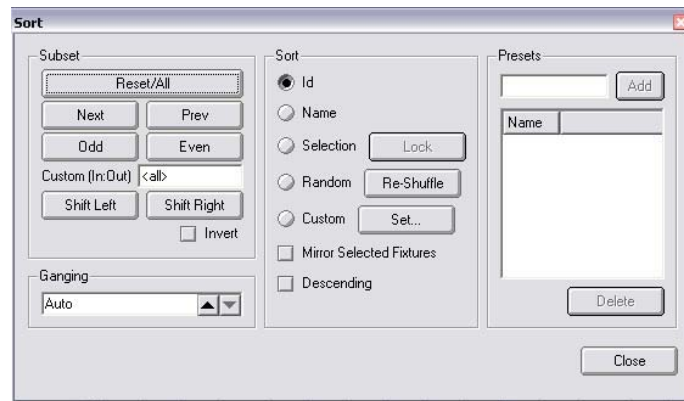 Sort
Subset
Reset/All
Next Prev
Odd Even
Custom (In:Out) <all>
Shift Left Shift Right
Invert
Ganging
Auto
Sort
Id
Name
Selection Lock
Random Re-Shuffle
Custom Set...
Mirror Selected Fixtures
Descending
Presets
Add
Name
Delete
Close